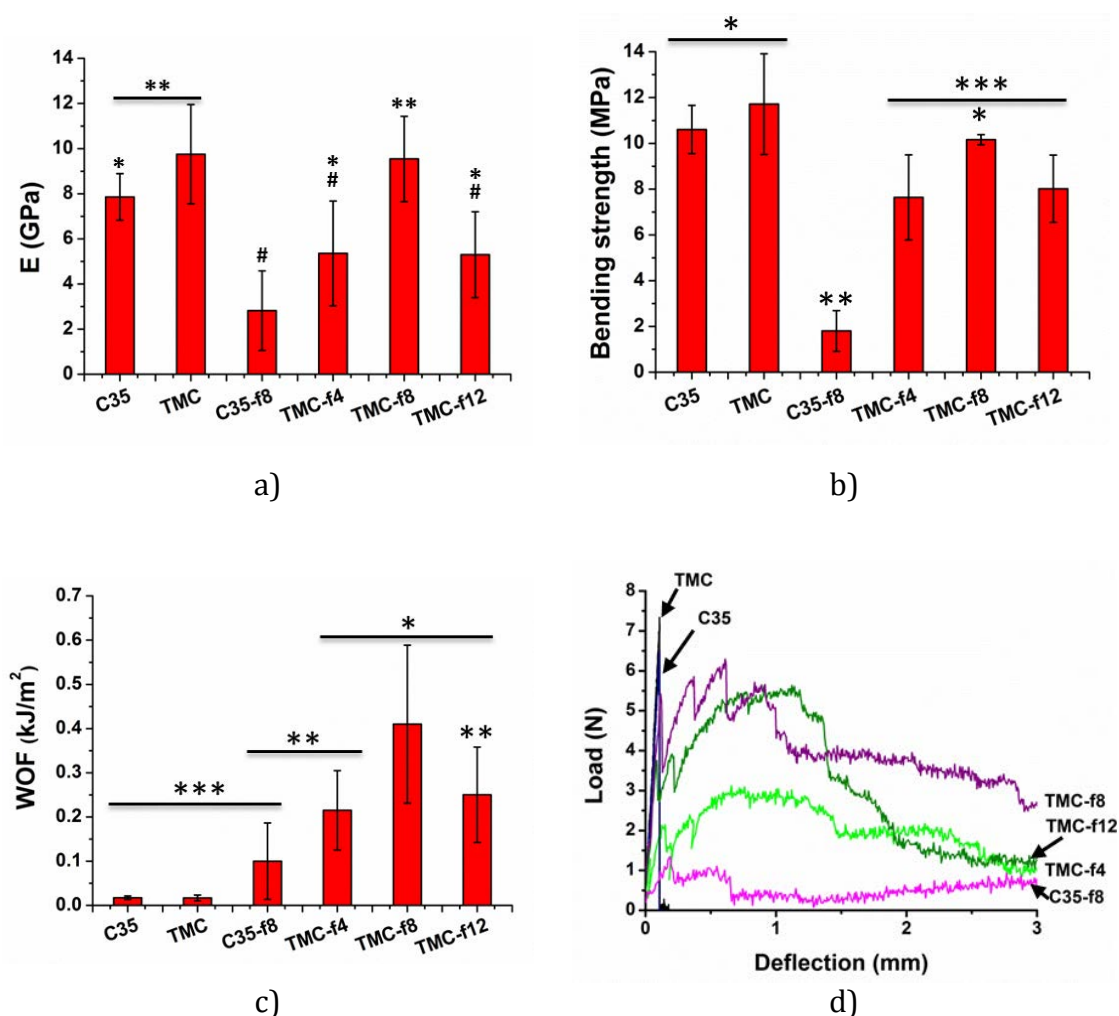 E (GPa)
14
12
10
8
6
4
2
0
**
*
#
*
#
**
*
#
C35
TMC
C35-f8
TMC-f4
TMC-f8
TMC-f12
a)
Bending strength (MPa)
14
12
10
8
6
4
2
0
*
**
***
*
C35
TMC
C35-f8
TMC-f4
TMC-f8
TMC-f12
b)
WOF (kJ/m²)
0.7
0.6
0.5
0.4
0.3
0.2
0.1
0.0
***
**
*
**
C35
TMC
C35-f8
TMC-f4
TMC-f8
TMC-f12
c)
Load (N)
8
7
6
5
4
3
2
1
0
TMC
C35
TMC-f8
TMC-f12
TMC-f4
C35-f8
0
1
2
3
Deflection (mm)
d)